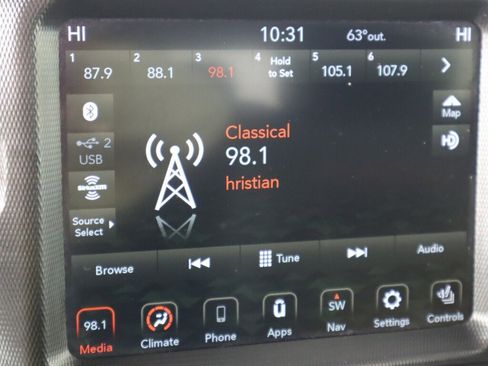 HI 10:31 63°out. HI
1 2 3 4 5 6
87.9 88.1 98.1 Hold to Set 105.1 107.9
Map
2
USB
Classical
98.1
hristian
HD
SiriusXM
Source
Select
Browse Tune Audio
98.1 SW
Media Climate Phone Apps Nav Settings Controls